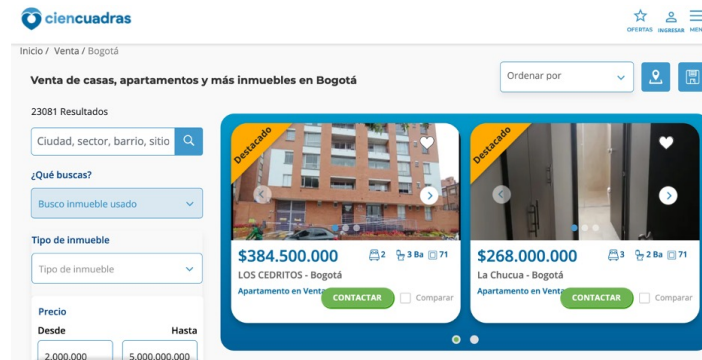 ciencuadras
OFERTAS INGRESAR MEN
Inicio / Venta / Bogotá
Venta de casas, apartamentos y más inmuebles en Bogotá
Ordenar por
23081 Resultados
Ciudad, sector, barrio, sitio
¿Qué buscas?
Busco inmueble usado
Tipo de inmueble
Tipo de inmueble
Precio
Desde Hasta
2.000.000 5.000.000.000
Destacado
$384.500.000 2 3 Ba 71
LOS CEDRITOS - Bogotá
Apartamento en Venta
CONTACTAR Comparar
Destacado
$268.000.000 3 2 Ba 71
La Chucua - Bogotá
Apartamento en Venta
CONTACTAR Comparar